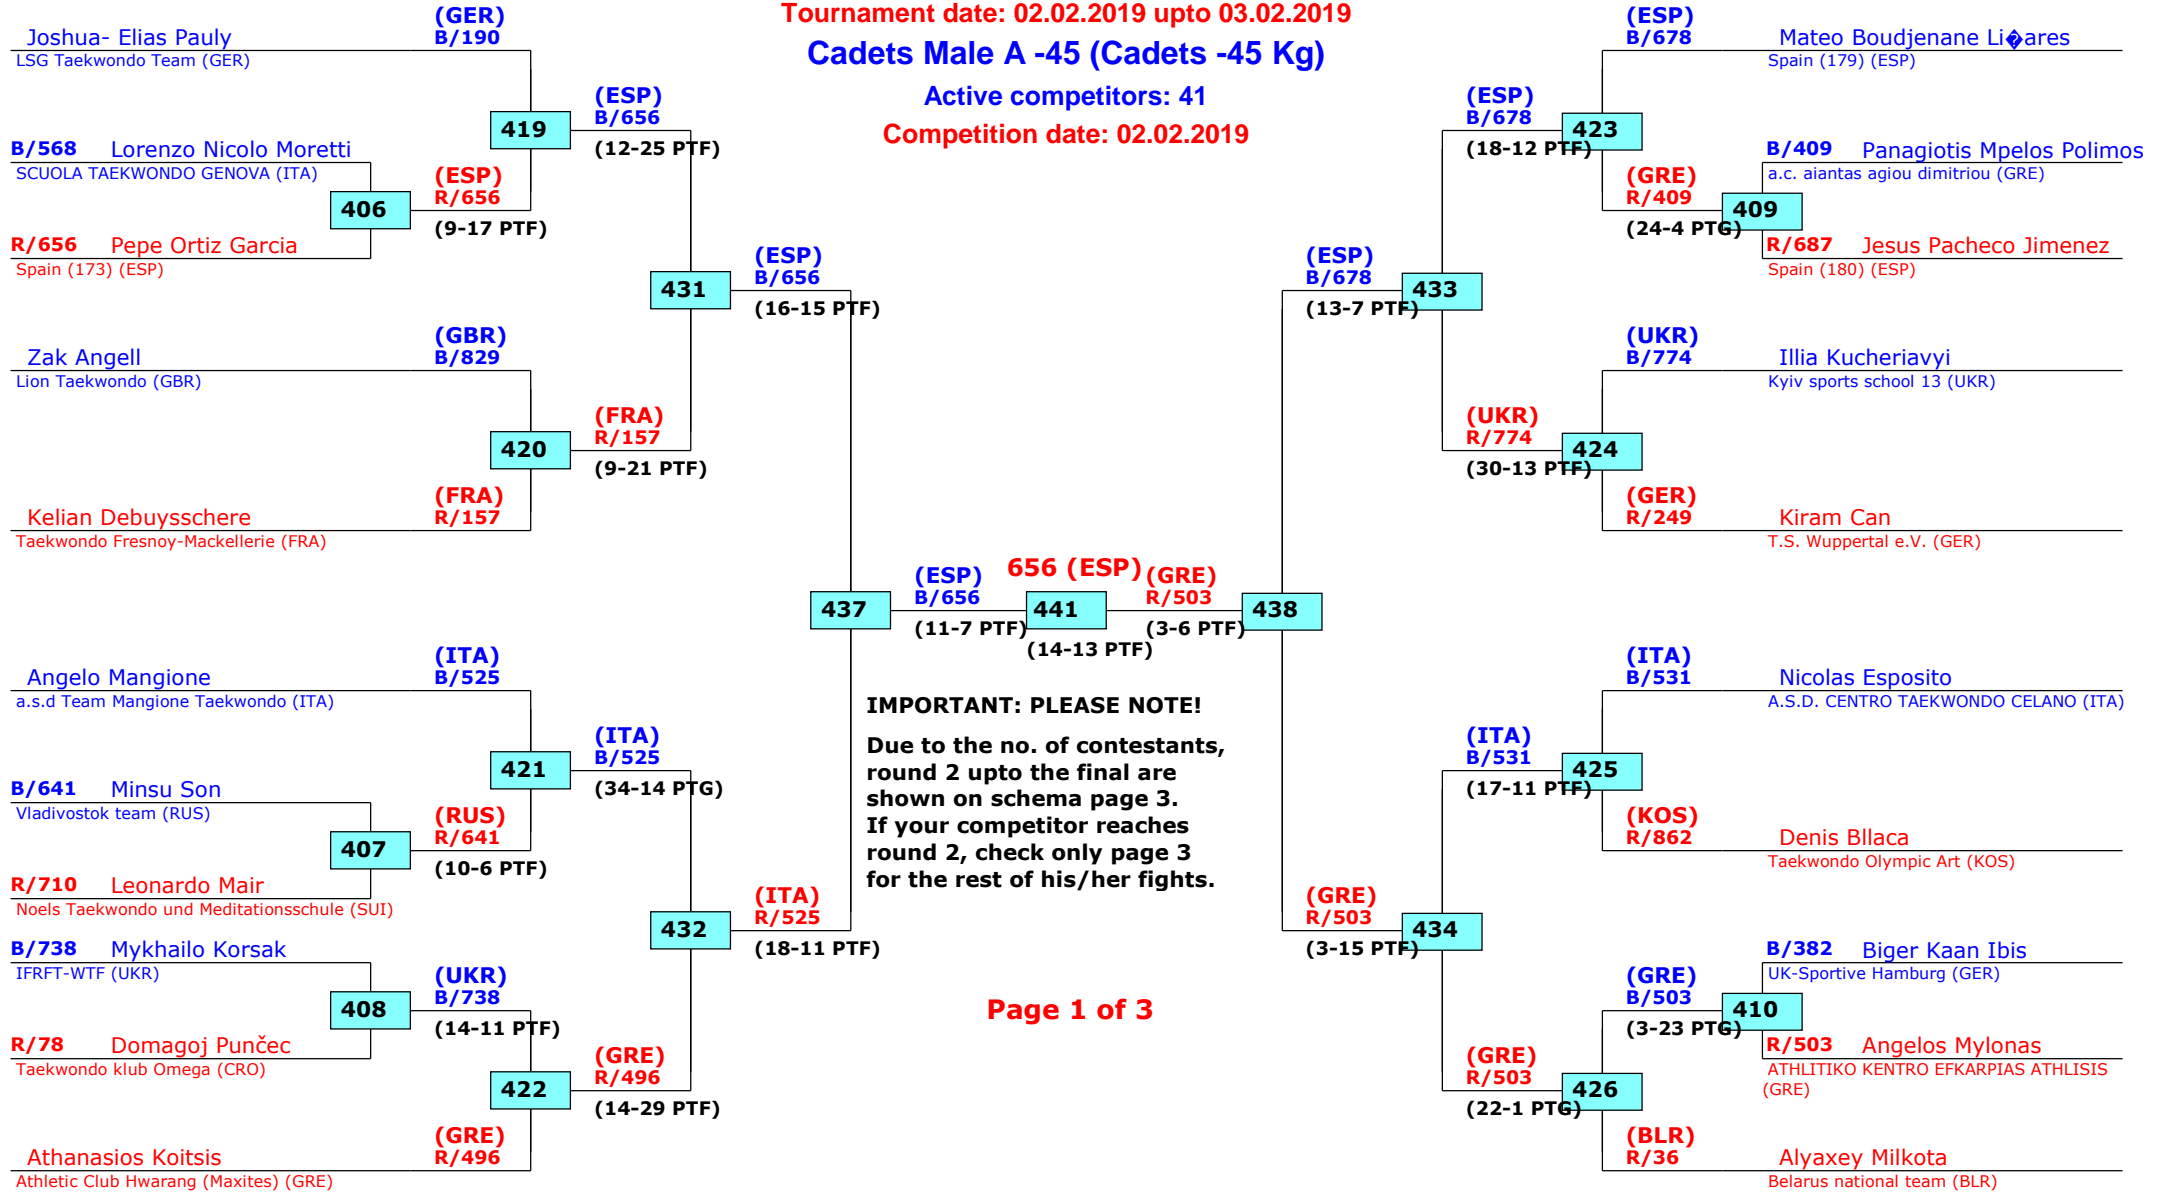 Tournament date: 02.02.2019 upto 03.02.2019
Cadets Male A -45 (Cadets -45 Kg)
Active competitors: 41
Competition date: 02.02.2019
Joshua- Elias Pauly
LSG Taekwondo Team (GER)
(GER)
B/190
B/568 Lorenzo Nicolo Moretti
SCUOLA TAEKWONDO GENOVA (ITA)
406
R/656 Pepe Ortiz Garcia
Spain (173) (ESP)
(ESP)
R/656
(9-17 PTF)
419
(ESP)
B/656
(12-25 PTF)
Zak Angell
Lion Taekwondo (GBR)
(GBR)
B/829
420
Kelian Debuysschere
Taekwondo Fresnoy-Mackellerie (FRA)
(FRA)
R/157
(FRA)
R/157
(9-21 PTF)
431
(ESP)
B/656
(16-15 PTF)
Angelo Mangione
a.s.d Team Mangione Taekwondo (ITA)
(ITA)
B/525
B/641 Minsu Son
Vladivostok team (RUS)
407
R/710 Leonardo Mair
Noels Taekwondo und Meditationsschule (SUI)
(RUS)
R/641
(10-6 PTF)
421
(ITA)
B/525
(34-14 PTG)
B/738 Mykhailo Korsak
IFRFT-WTF (UKR)
408
R/78 Domagoj Punčec
Taekwondo klub Omega (CRO)
(UKR)
B/738
(14-11 PTF)
422
Athanasios Koitsis
Athletic Club Hwarang (Maxites) (GRE)
(GRE)
R/496
(GRE)
R/496
(14-29 PTF)
432
(ITA)
R/525
(18-11 PTF)
437
(ESP)
B/656
(11-7 PTF)
656 (ESP)
441
(14-13 PTF)
(GRE)
R/503
(3-6 PTF)
438
IMPORTANT: PLEASE NOTE!
Due to the no. of contestants,
round 2 upto the final are
shown on schema page 3.
If your competitor reaches
round 2, check only page 3
for the rest of his/her fights.
Page 1 of 3
(ESP)
B/678
(13-7 PTF)
433
(ESP)
B/678
(18-12 PTF)
423
(ESP)
B/678
Mateo Boudjenane Li�ares
Spain (179) (ESP)
(GRE)
R/409
(24-4 PTG)
409
B/409 Panagiotis Mpelos Polimos
a.c. aiantas agiou dimitriou (GRE)
R/687 Jesus Pacheco Jimenez
Spain (180) (ESP)
(UKR)
R/774
(30-13 PTF)
424
(UKR)
B/774
Illia Kucheriavyi
Kyiv sports school 13 (UKR)
(GER)
R/249
Kiram Can
T.S. Wuppertal e.V. (GER)
(GRE)
R/503
(3-15 PTF)
434
(ITA)
B/531
(17-11 PTF)
425
(ITA)
B/531
Nicolas Esposito
A.S.D. CENTRO TAEKWONDO CELANO (ITA)
(KOS)
R/862
Denis Bllaca
Taekwondo Olympic Art (KOS)
(GRE)
R/503
(22-1 PTG)
426
(GRE)
B/503
(3-23 PTG)
410
B/382 Biger Kaan Ibis
UK-Sportive Hamburg (GER)
R/503 Angelos Mylonas
ATHLITIKO KENTRO EFKARPIAS ATHLISIS
(GRE)
(BLR)
R/36
Alyaxey Milkota
Belarus national team (BLR)